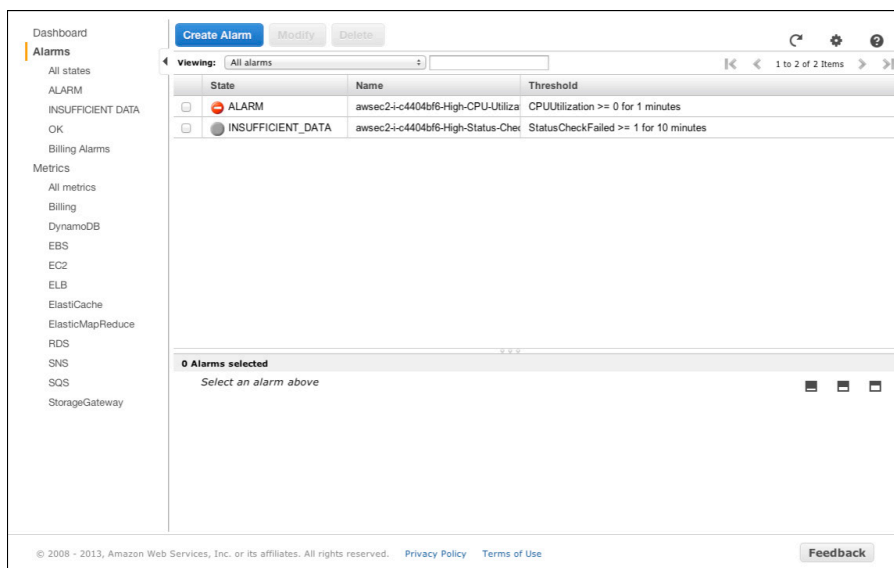 Dashboard
Alarms
All states
ALARM
INSUFFICIENT DATA
OK
Billing Alarms
Metrics
All metrics
Billing
DynamoDB
EBS
EC2
ELB
ElastiCache
ElasticMapReduce
RDS
SNS
SQS
StorageGateway
Create Alarm Modify Delete
Viewing: All alarms 1 to 2 of 2 Items
State Name Threshold
ALARM awsec2-i-c4404bf6-High-CPU-Utiliza CPUUtilization >= 0 for 1 minutes
INSUFFICIENT_DATA awsec2-i-c4404bf6-High-Status-Chec StatusCheckFailed >= 1 for 10 minutes
0 Alarms selected
Select an alarm above
© 2008 - 2013, Amazon Web Services, Inc. or its affiliates. All rights reserved. Privacy Policy Terms of Use Feedback